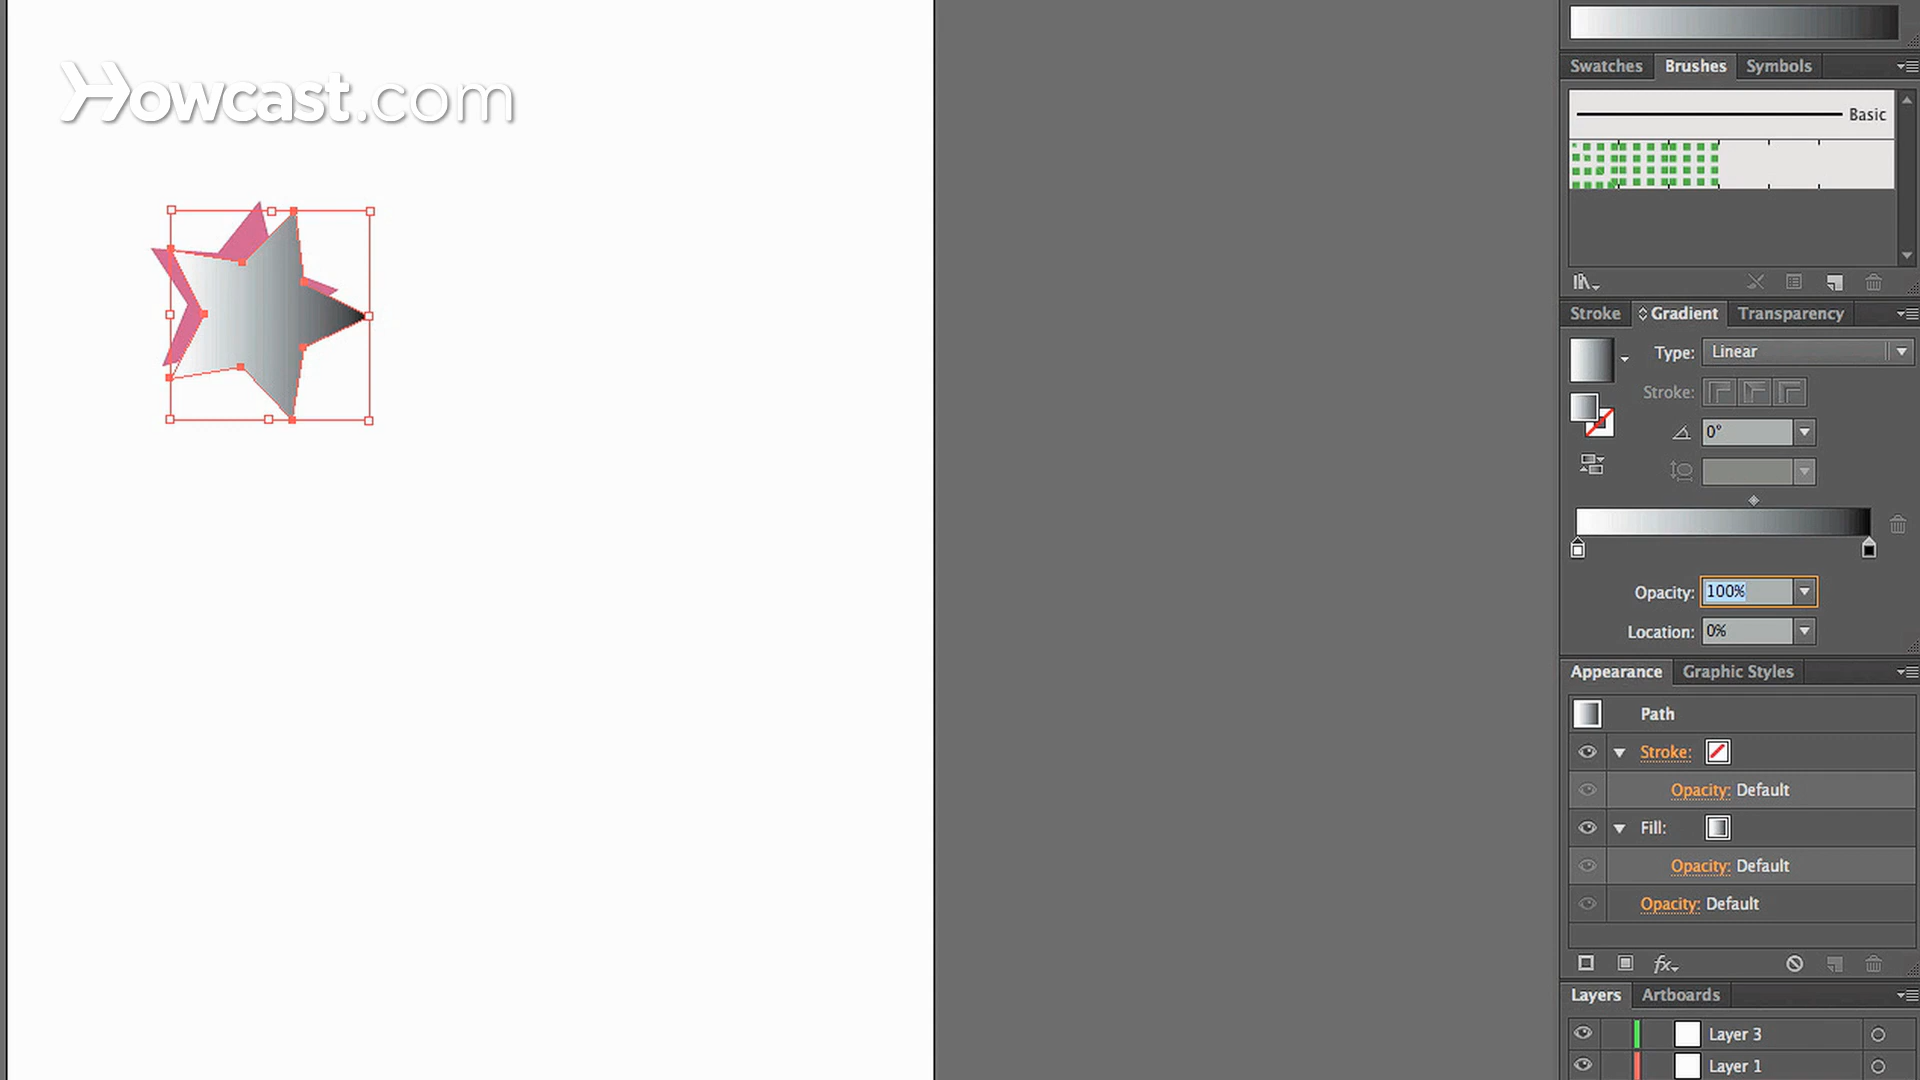 Howcast.com
Swatches Brushes Symbols
Basic
Stroke Gradient Transparency
Type: Linear
Stroke:
0°
Opacity: 100%
Location: 0%
Appearance Graphic Styles
Path
Stroke:
Opacity: Default
Fill:
Opacity: Default
Opacity: Default
fx
Layers Artboards
Layer 3
Layer 1